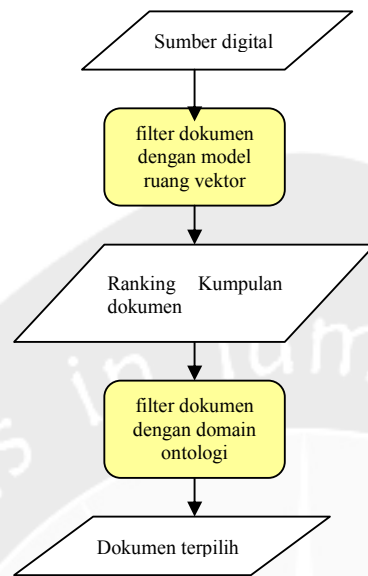 Sumber digital
filter dokumen
dengan model
ruang vektor
Ranking Kumpulan
dokumen
filter dokumen
dengan domain
ontologi
Dokumen terpilih